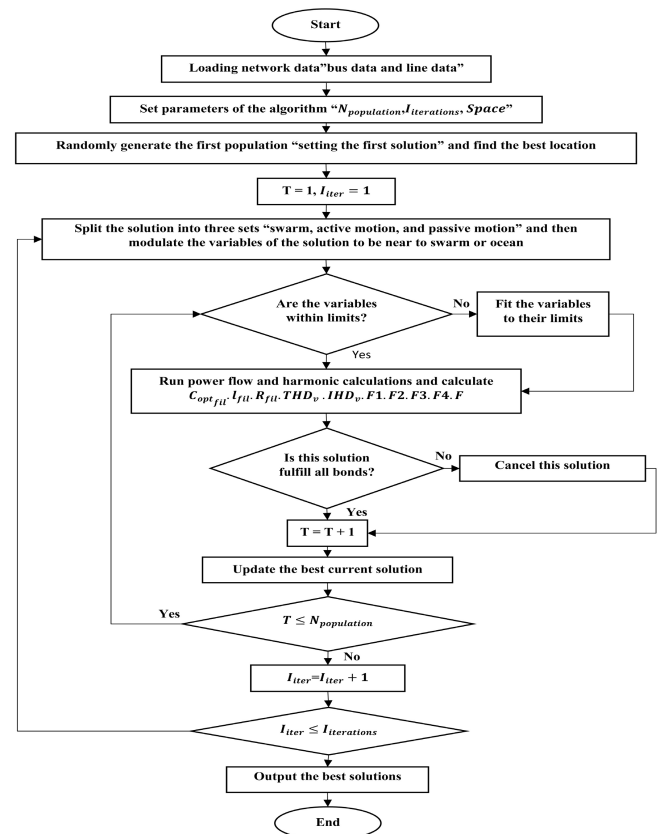 Start
Loading network data"bus data and line data"
Set parameters of the algorithm “N_population,I_iterations, Space”
Randomly generate the first population “setting the first solution” and find the best location
T = 1, I_iter = 1
Split the solution into three sets “swarm, active motion, and passive motion” and then
modulate the variables of the solution to be near to swarm or ocean
Are the variables
within limits?
No
Fit the variables
to their limits
Yes
Run power flow and harmonic calculations and calculate
C_opt_fil. l_fil. R_fil. THD_v. IHD_v. F1. F2. F3. F4. F
Is this solution
fulfill all bonds?
No
Cancel this solution
Yes
T = T + 1
Update the best current solution
Yes
T ≤ N_population
No
I_iter=I_iter + 1
I_iter ≤ I_iterations
Output the best solutions
End